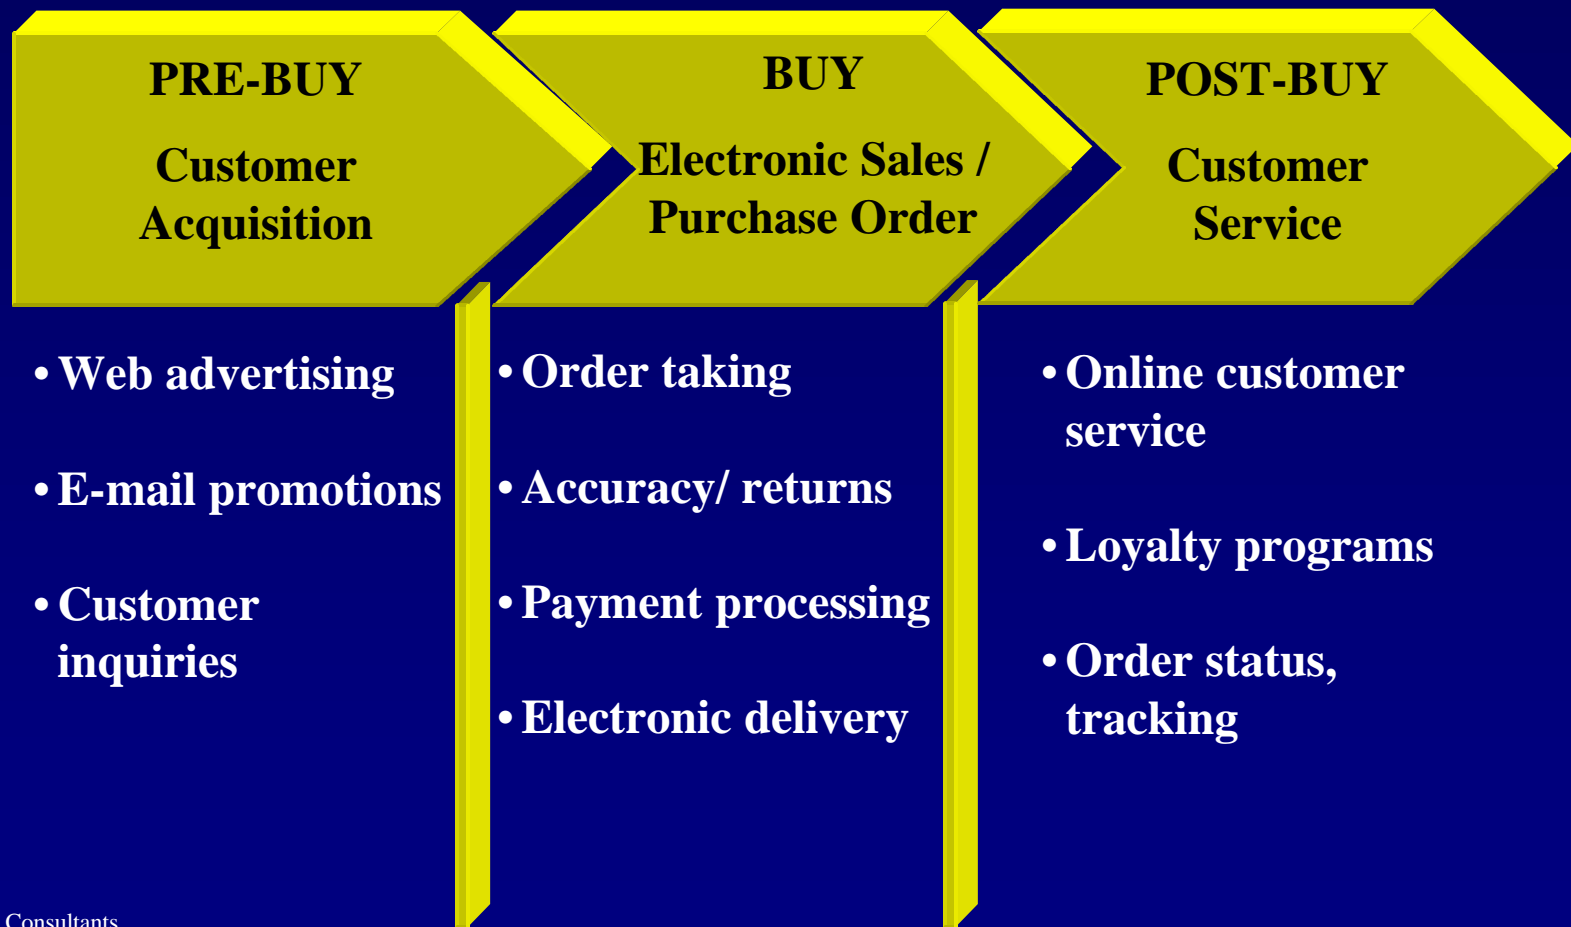 PRE-BUY
Customer
Acquisition
BUY
Electronic Sales /
Purchase Order
POST-BUY
Customer
Service
• Web advertising
• E-mail promotions
• Customer
inquiries
• Order taking
• Accuracy/ returns
• Payment processing
• Electronic delivery
• Online customer
service
• Loyalty programs
• Order status,
tracking
Consultants